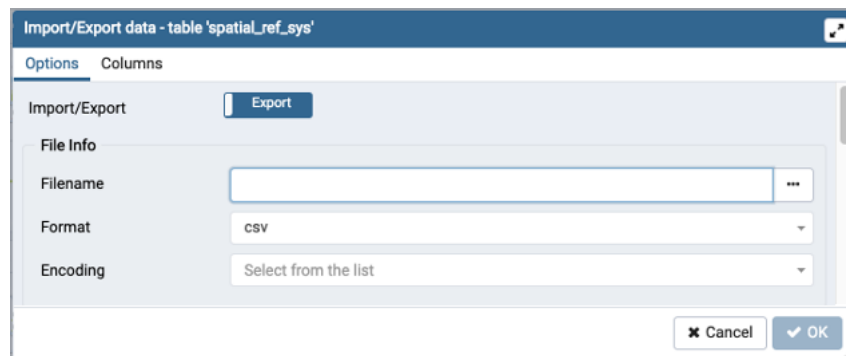 Import/Export data - table 'spatial_ref_sys'
Options Columns
Import/Export Export
File Info
Filename
Format csv
Encoding Select from the list
Cancel OK